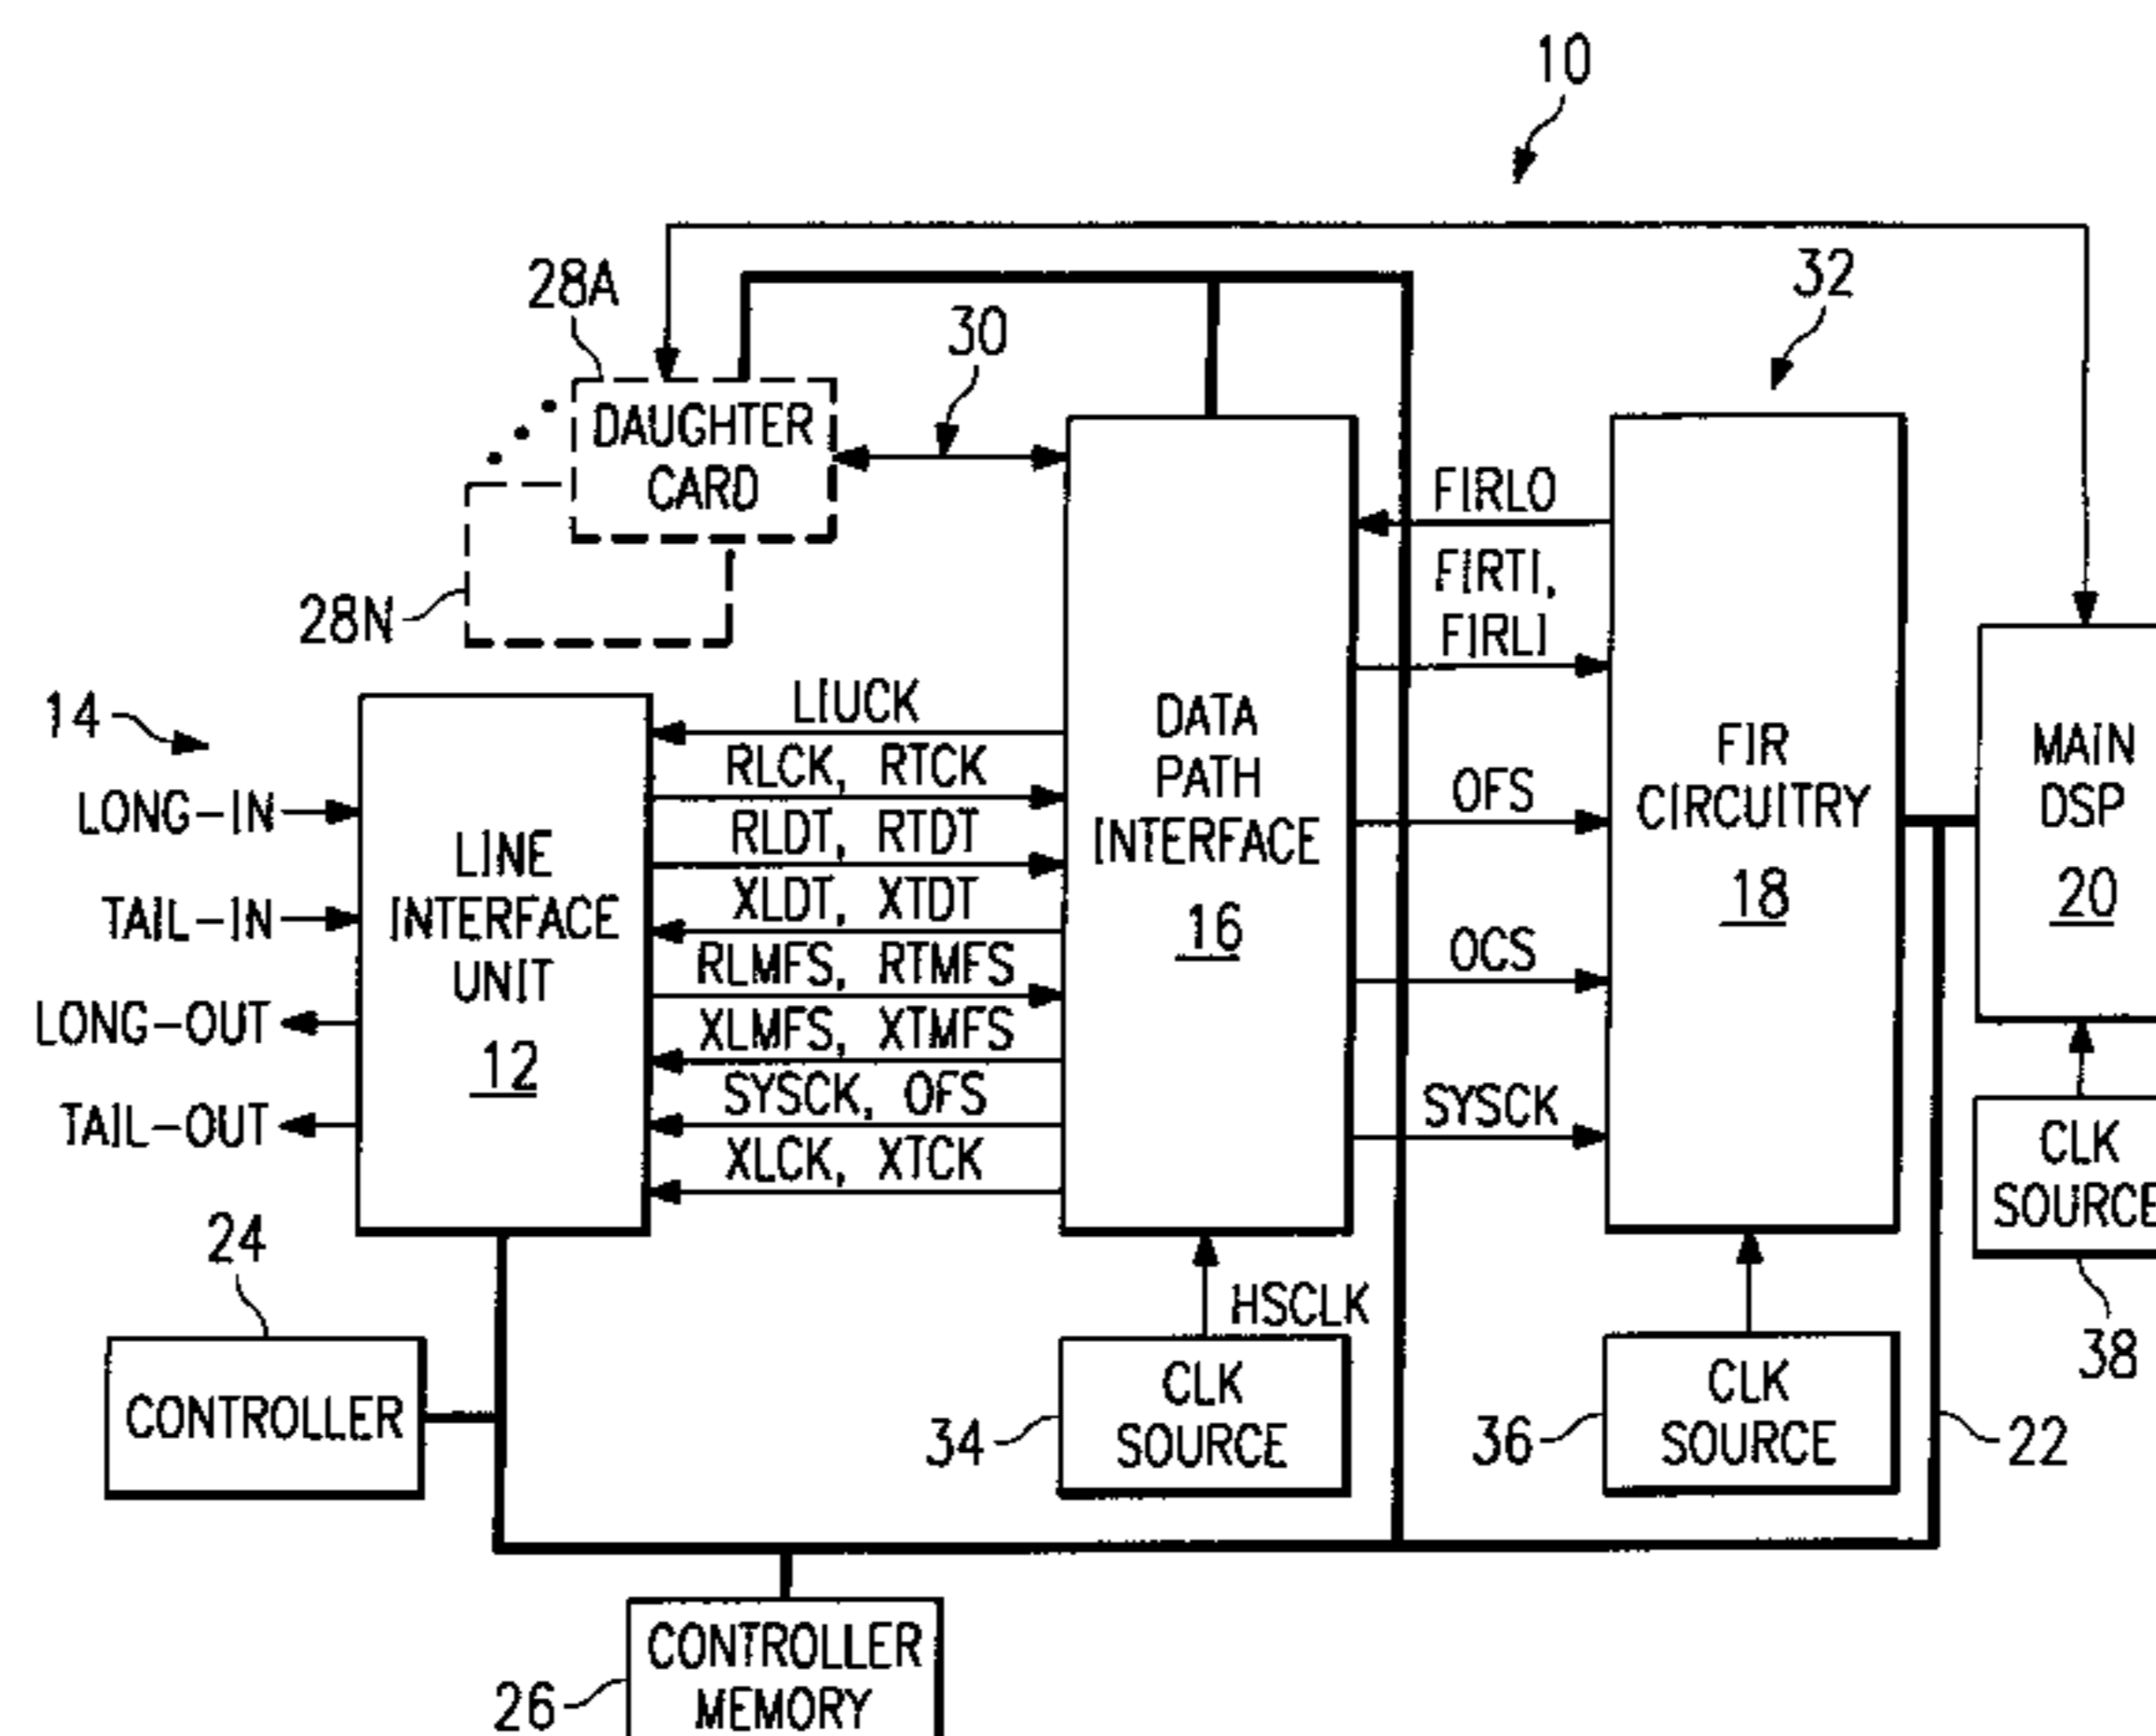 10
28A
30
32
DAUGHTER
CARD
28N
FIRLO
FIRTI,
FIRLI
14
LONG-IN
TAIL-IN
LONG-OUT
TAIL-OUT
LINE
INTERFACE
UNIT
12
LIUCK
RLCK, RTCK
RLDT, RTDT
XLDT, XTDT
RLMFS, RTMFS
XLMFS, XTMFS
SYSCK, OFS
XLCK, XTCK
DATA
PATH
INTERFACE
16
OFS
OCS
SYSCK
FIR
CIRCUITRY
18
MAIN
DSP
20
CLK
SOURCE
38
24
CONTROLLER
HSCLK
34
CLK
SOURCE
36
CLK
SOURCE
22
26
CONTROLLER
MEMORY